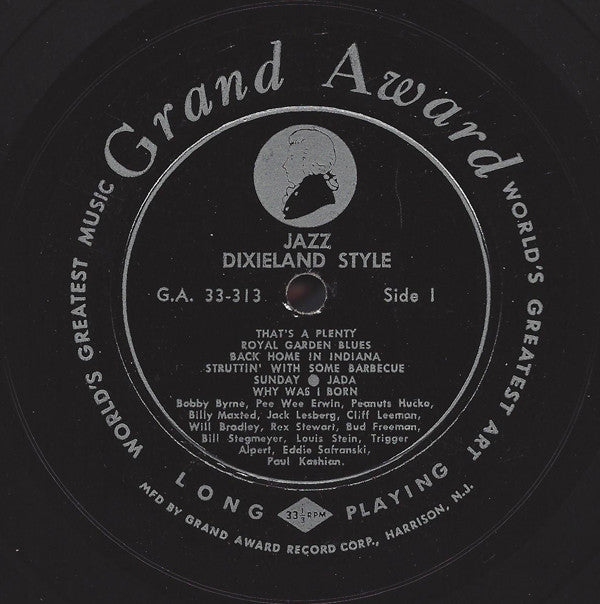 Grand Award
WORLD'S GREATEST MUSIC
WORLD'S GREATEST ART
JAZZ
DIXIELAND STYLE
G.A. 33-313 Side 1
THAT'S A PLENTY
ROYAL GARDEN BLUES
BACK HOME IN INDIANA
STRUTTIN' WITH SOME BARBECUE
SUNDAY ● JADA
WHY WAS I BORN
Bobby Byrne, Pee Wee Erwin, Peanuts Hucko,
Billy Maxted, Jack Lesberg, Cliff Leeman,
Will Bradley, Rex Stewart, Bud Freeman,
Bill Stegmeyer, Louis Stein, Trigger
Alpert, Eddie Safranski,
Paul Kashian.
LONG 33 1/3 RPM PLAYING
MFD BY GRAND AWARD RECORD CORP., HARRISON, N.J.